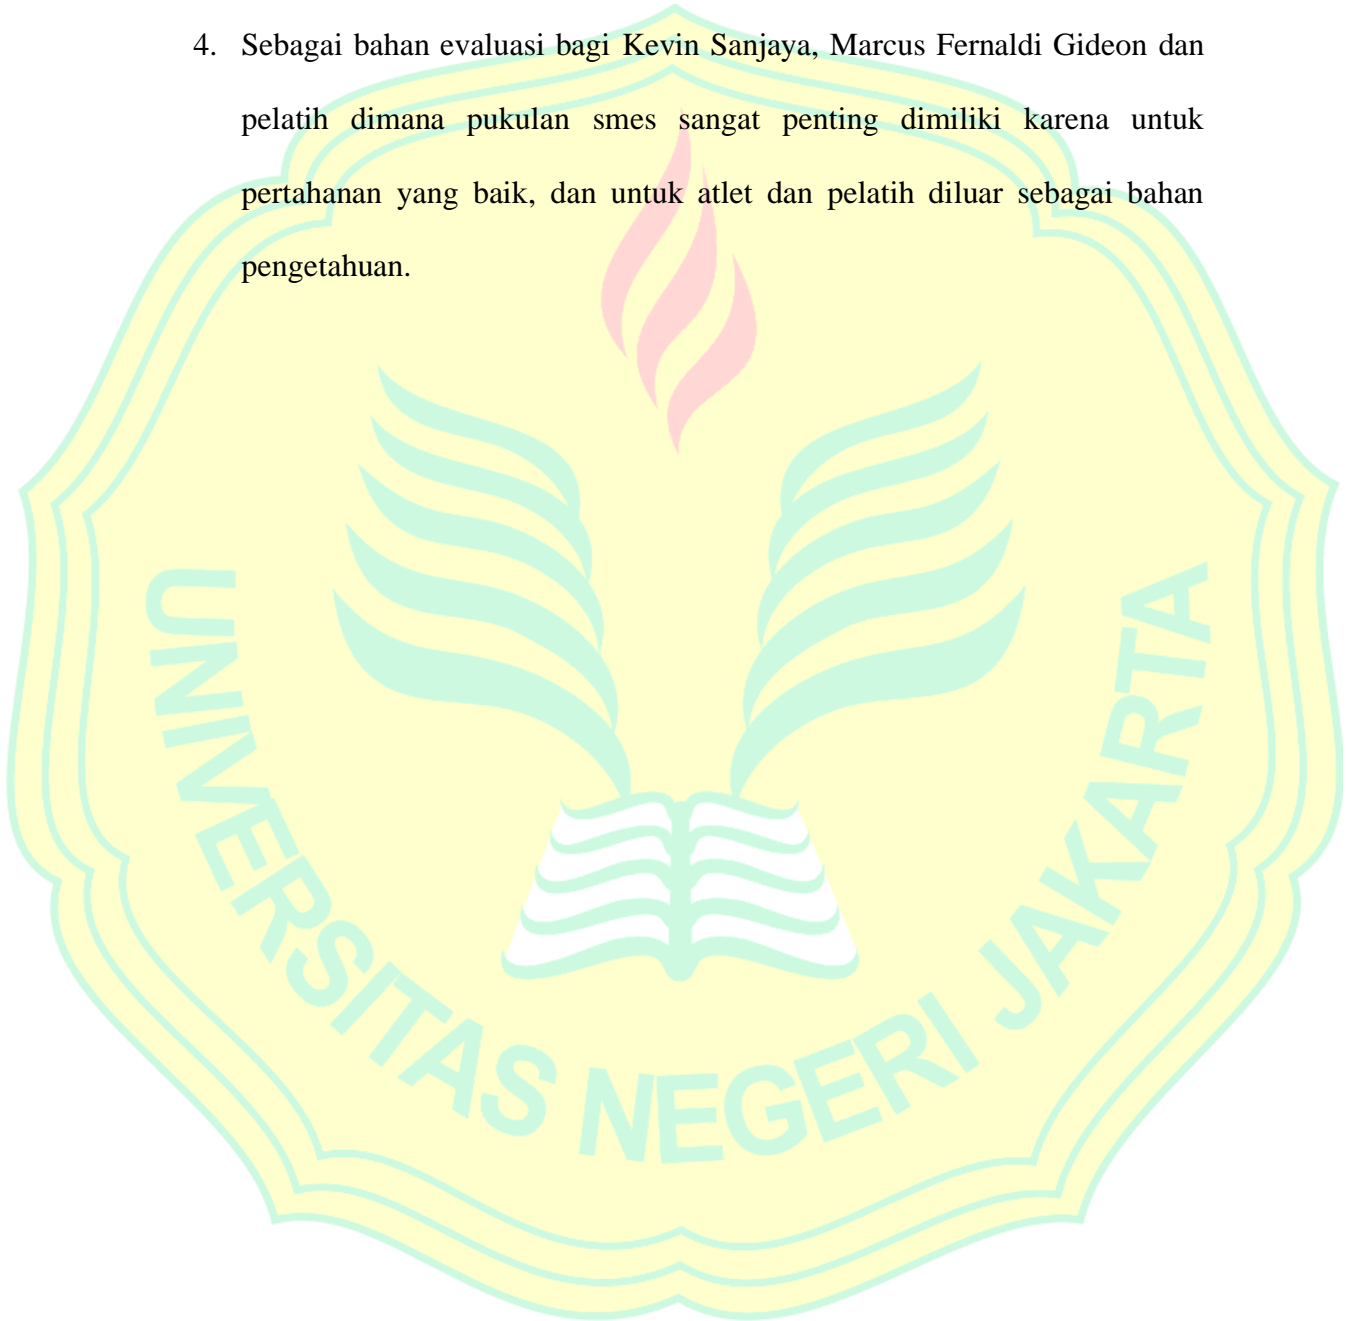 4. Sebagai bahan evaluasi bagi Kevin Sanjaya, Marcus Fernaldi Gideon dan
pelatih dimana pukulan smes sangat penting dimiliki karena untuk
pertahanan yang baik, dan untuk atlet dan pelatih diluar sebagai bahan
pengetahuan.
UNIVERSITAS NEGERI JAKARTA